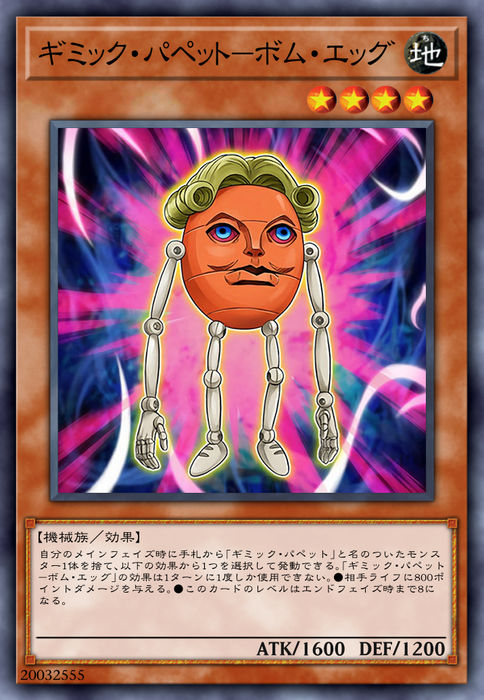 ギミック・パペットーボム・エッグ
ち
地
【機械族／効果】
自分のメインフェイズ時に手札から「ギミック・パペット」と名のついたモンス
ター1体を捨て、以下の効果から1つを選択して発動できる。「ギミック・パペット
ーボム・エッグ」の効果は1ターンに1度しか使用できない。●相手ライフに800ポ
イントダメージを与える。●このカードのレベルはエンドフェイズ時まで8に
なる。
ATK/1600 DEF/1200
20032555